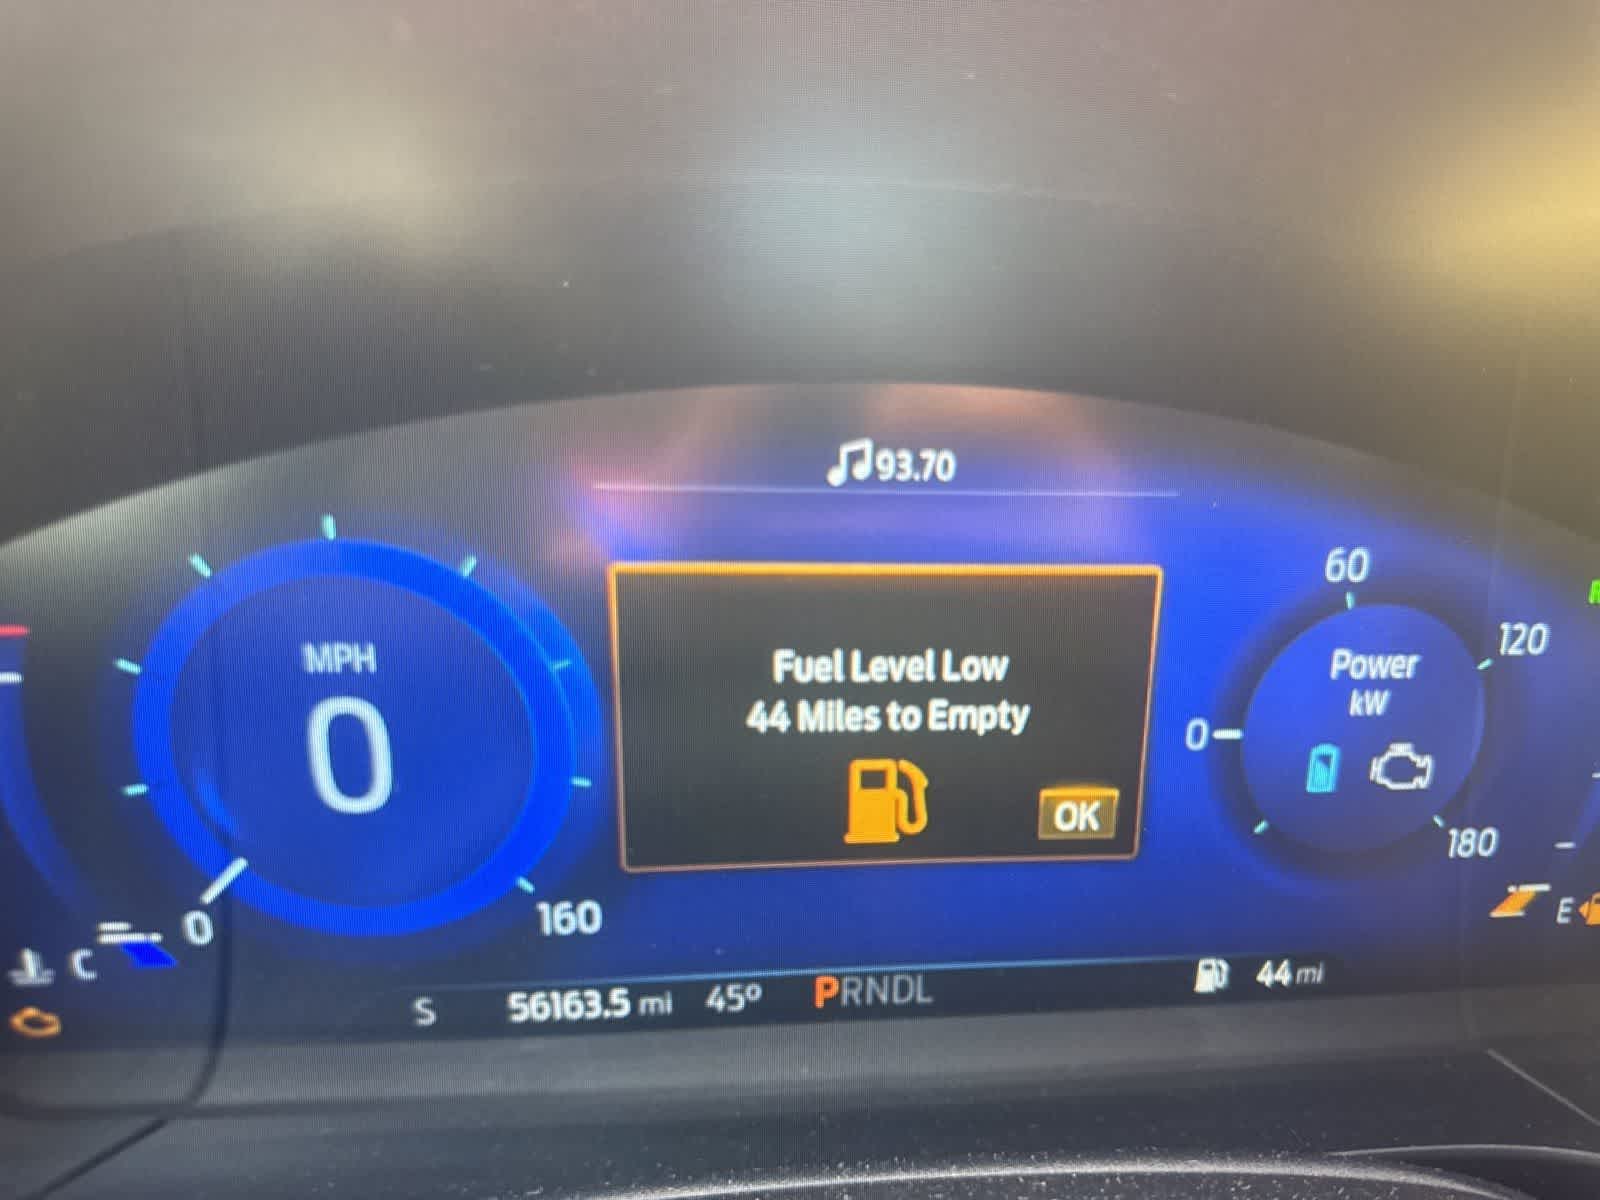 93.70
60
120
MPH
Power
kW
0
Fuel Level Low
44 Miles to Empty
0
OK
180
160
0
E
C
S 56163.5 mi 45° PRNDL 44 mi